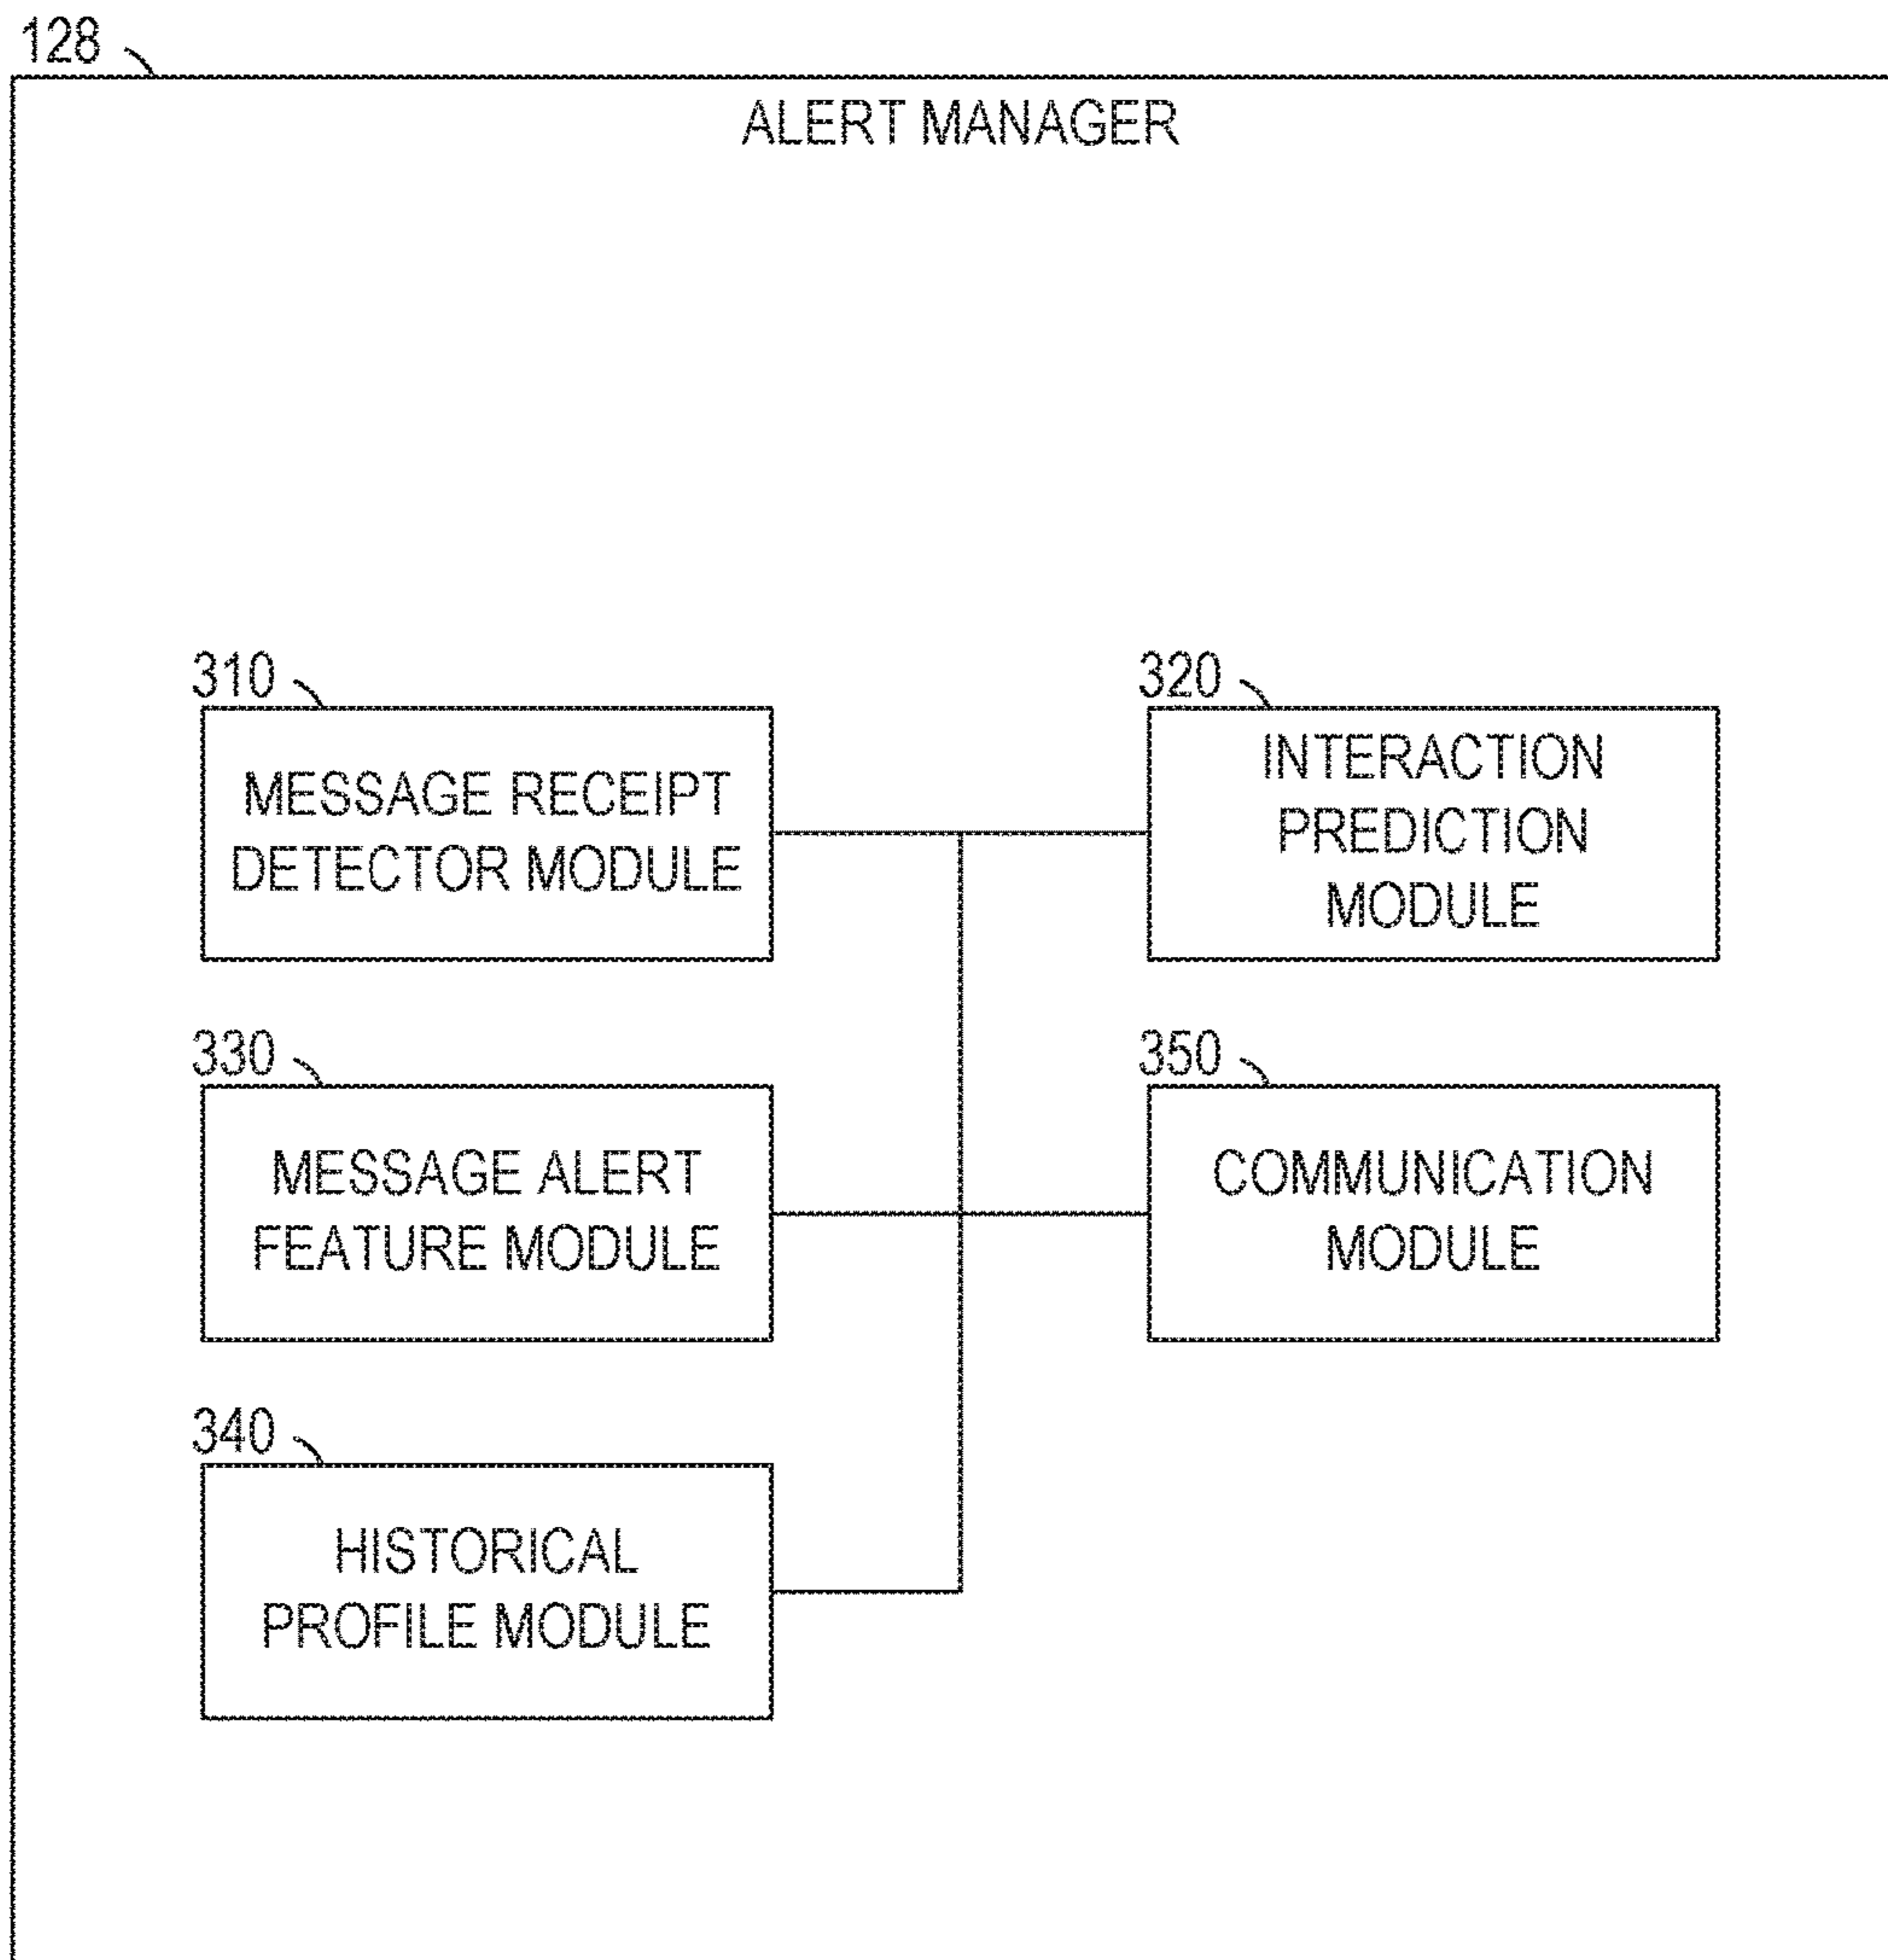 128
ALERT MANAGER
310
MESSAGE RECEIPT
DETECTOR MODULE
320
INTERACTION
PREDICTION
MODULE
330
MESSAGE ALERT
FEATURE MODULE
350
COMMUNICATION
MODULE
340
HISTORICAL
PROFILE MODULE